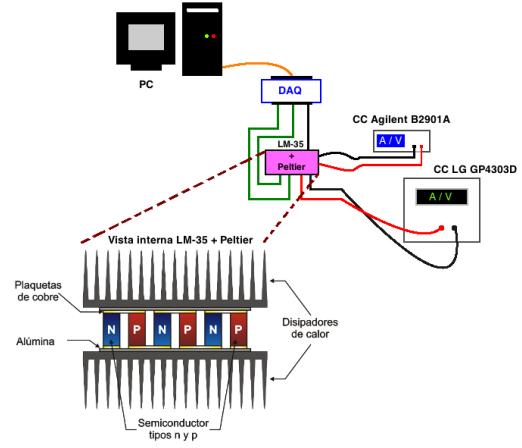 PC
DAQ
CC Agilent B2901A
A / V
LM-35
+
Peltier
CC LG GP4303D
A / V
Vista interna LM-35 + Peltier
Plaquetas
de cobre
N P N P N P
Alúmina
Disipadores
de calor
Semiconductor
tipos n y p